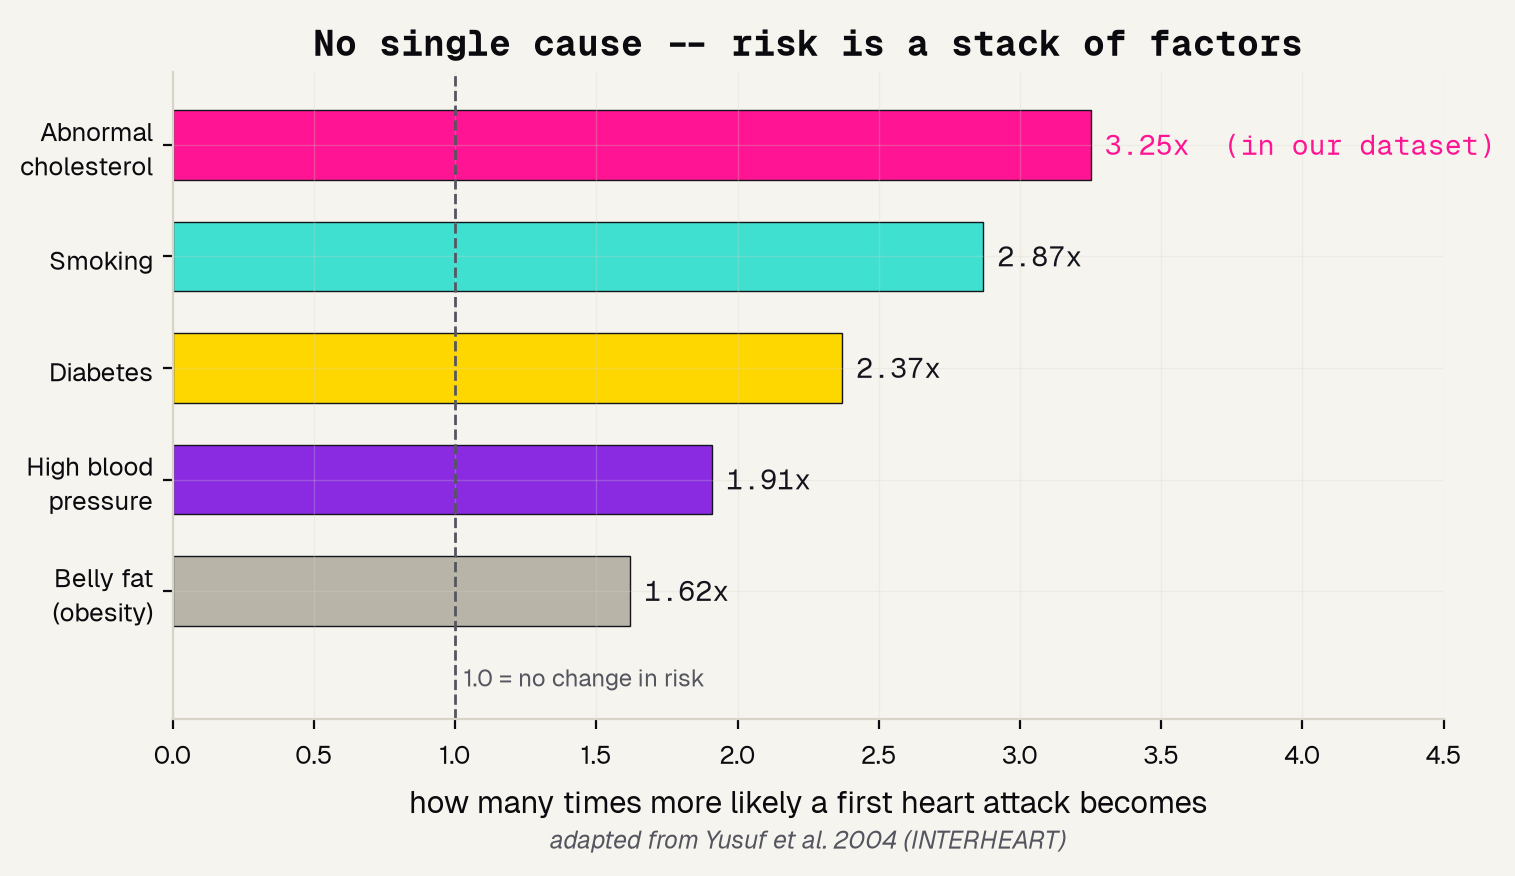 No single cause -- risk is a stack of factors
Abnormal
cholesterol
3.25x (in our dataset)
Smoking
2.87x
Diabetes
2.37x
High blood
pressure
1.91x
Belly fat
(obesity)
1.62x
1.0 = no change in risk
0.0 0.5 1.0 1.5 2.0 2.5 3.0 3.5 4.0 4.5
how many times more likely a first heart attack becomes
adapted from Yusuf et al. 2004 (INTERHEART)